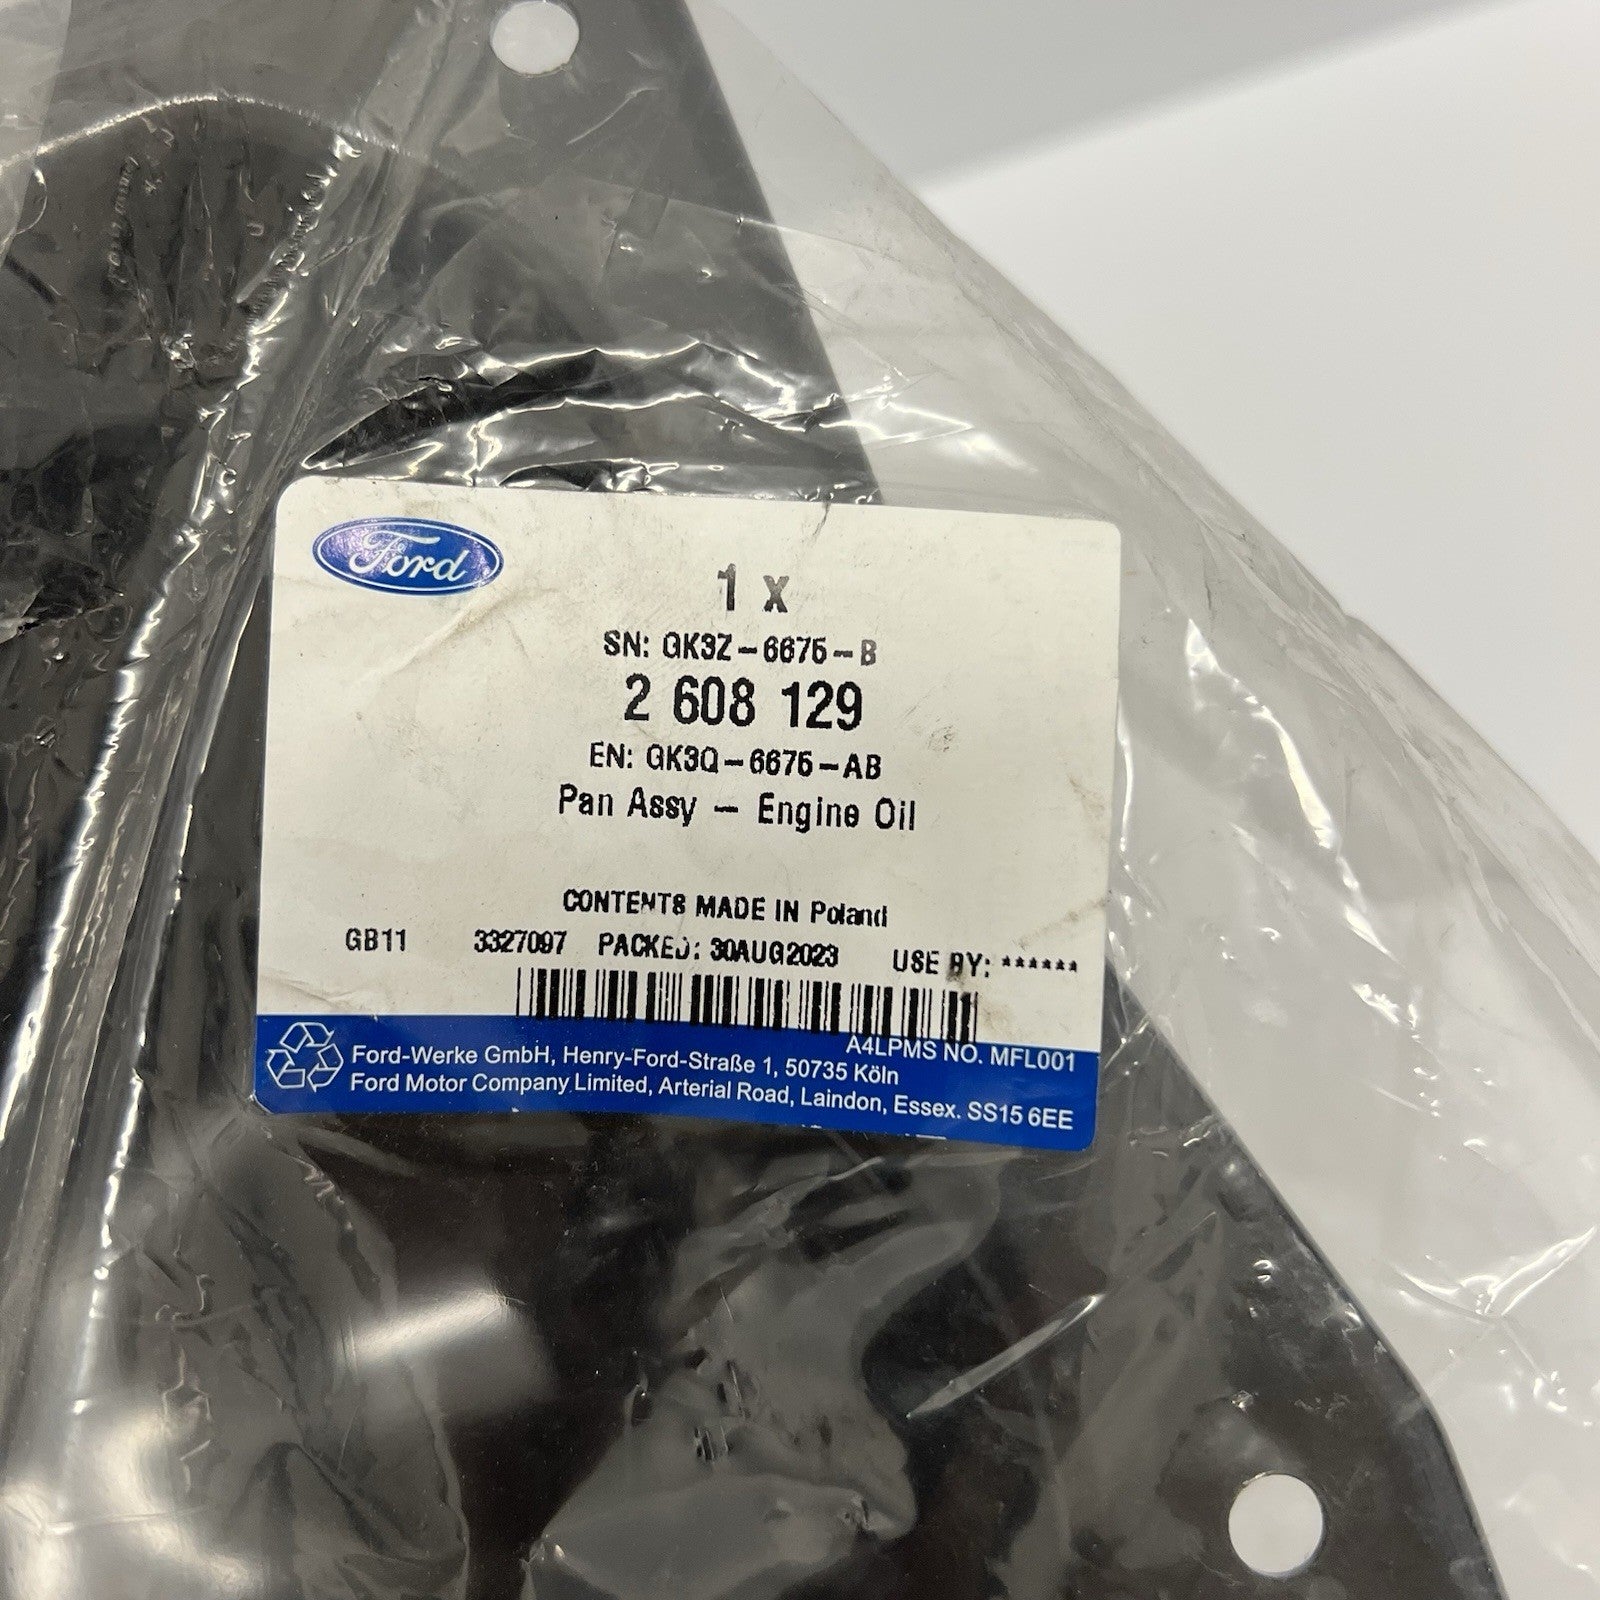 Ford
1 x
SN: GK3Z-6675-B
2 608 129
EN: GK3Q-6675-AB
Pan Assy - Engine Oil
CONTENTS MADE IN Poland
GB11 3327097 PACKED: 30AUG2023 USE BY: ******
A4LPMS NO. MFL001
Ford-Werke GmbH, Henry-Ford-Straße 1, 50735 Köln
Ford Motor Company Limited, Arterial Road, Laindon, Essex. SS15 6EE